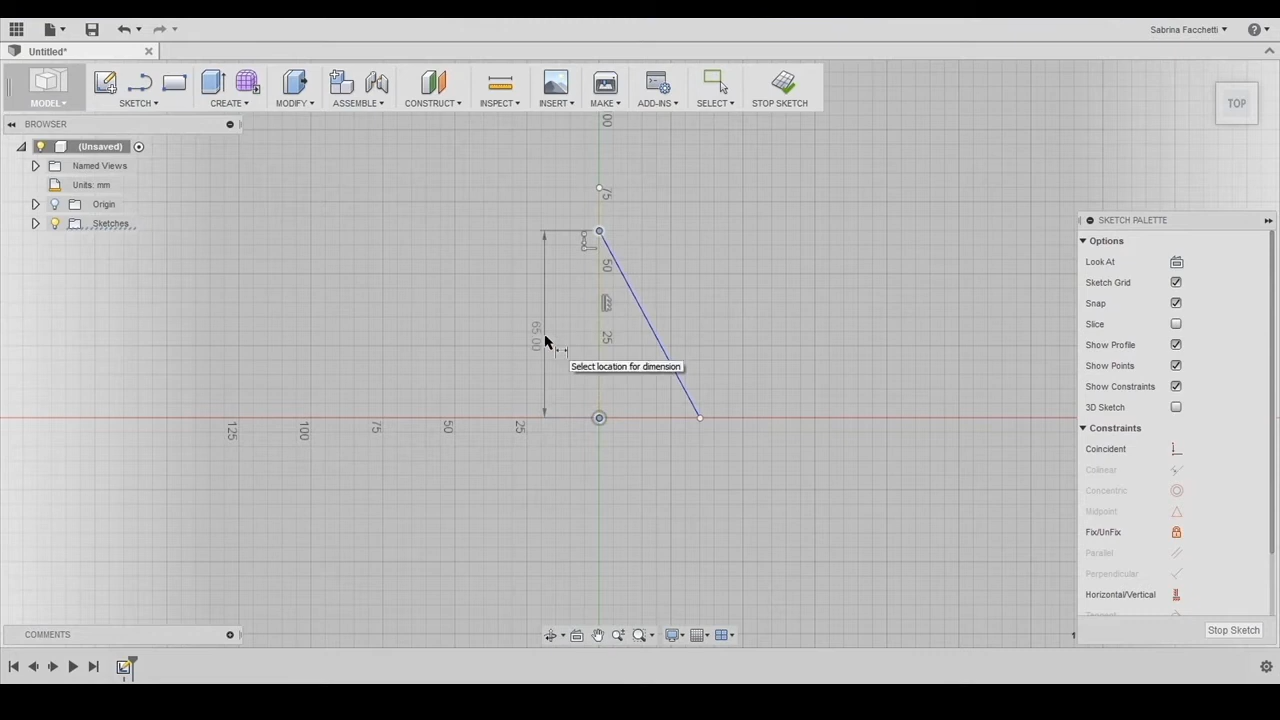 Sabrina Facchetti
Untitled*
MODEL
SKETCH
CREATE
MODIFY
ASSEMBLE
CONSTRUCT
INSPECT
INSERT
MAKE
ADD-INS
SELECT
STOP SKETCH
TOP
BROWSER
(Unsaved)
Named Views
Units: mm
Origin
Sketches
00
75
50
25
65.00
Select location for dimension
125
100
75
50
25
SKETCH PALETTE
Options
Look At
Sketch Grid
Snap
Slice
Show Profile
Show Points
Show Constraints
3D Sketch
Constraints
Coincident
Colinear
Concentric
Midpoint
Fix/UnFix
Parallel
Perpendicular
Horizontal/Vertical
Stop Sketch
COMMENTS